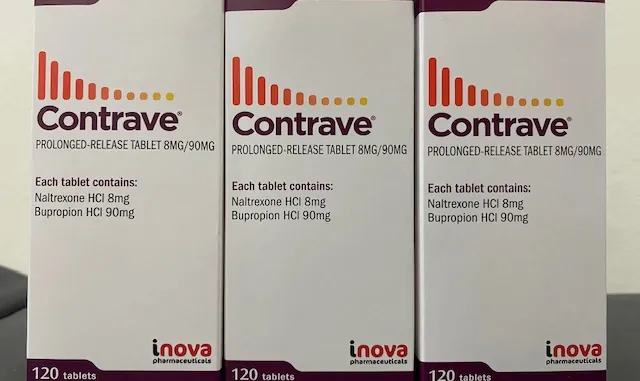 Contrave®
PROLONGED-RELEASE TABLET 8MG/90MG
Each tablet contains:
Naltrexone HCl 8mg
Bupropion HCl 90mg
inova
pharmaceuticals
120 tablets
Contrave®
PROLONGED-RELEASE TABLET 8MG/90MG
Each tablet contains:
Naltrexone HCl 8mg
Bupropion HCl 90mg
inova
pharmaceuticals
120 tablets
Contrave®
PROLONGED-RELEASE TABLET 8MG/90MG
Each tablet contains:
Naltrexone HCl 8mg
Bupropion HCl 90mg
inova
pharmaceuticals
120 tablets